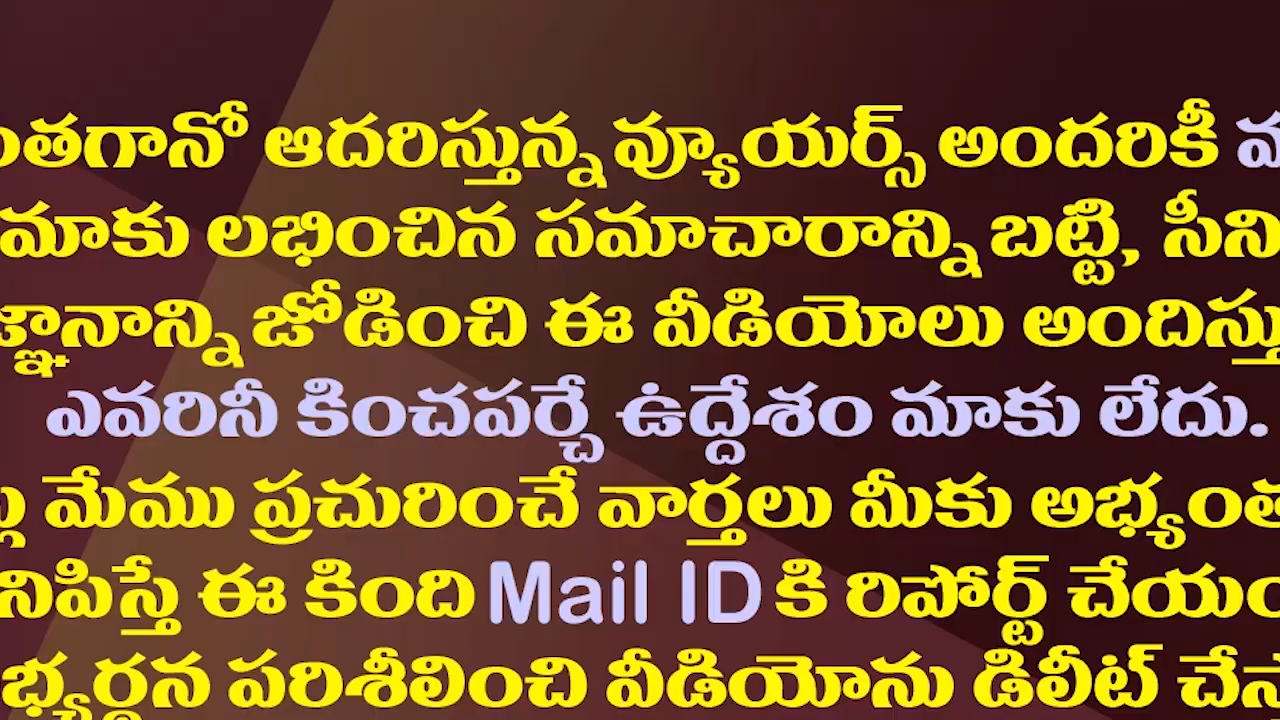 ంతగానో ఆదరిస్తున్న వ్యూయర్స్ అందరికీ
మాకు లభించిన సమాచారాన్ని బట్టి, సీని
జ్ఞానాన్ని జోడించి ఈ వీడియోలు అందిస్తు
ఎవరినీ కించపర్చే ఉద్దేశం మాకు లేదు.
మేము ప్రచురించే వార్తలు మీకు అభ్యంత
నిపిస్తే ఈ కింది Mail ID కి రిపోర్ట్ చేయం
భ్యర్థన పరిశీలించి వీడియోను డిలీట్ చేస